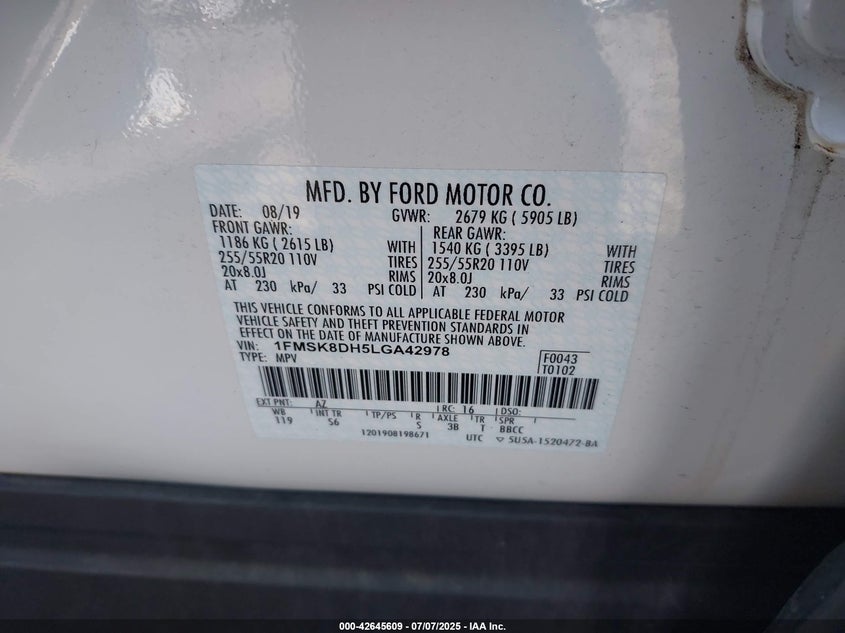 MFD. BY FORD MOTOR CO.
DATE: 08/19 GVWR: 2679 KG ( 5905 LB)
FRONT GAWR: REAR GAWR:
1186 KG ( 2615 LB) WITH 1540 KG ( 3395 LB) WITH
255/55R20 110V TIRES 255/55R20 110V TIRES
20x8.0J RIMS 20x8.0J RIMS
AT 230 kPa/ 33 PSI COLD AT 230 kPa/ 33 PSI COLD
THIS VEHICLE CONFORMS TO ALL APPLICABLE FEDERAL MOTOR
VEHICLE SAFETY AND THEFT PREVENTION STANDARDS IN
EFFECT ON THE DATE OF MANUFACTURE SHOWN ABOVE.
VIN: 1FMSK8DH5LGA42978 F0043
TYPE: MPV T0102
EXT PNT: AZ RC: 16 DSO:
WB INT TR TP/PS R AXLE TR SPR
119 S6 S 3B T BBCC
1201908198671 UTC 5U5A-1520472-BA
000-42645609 / 07/07/2025 - IAA Inc.